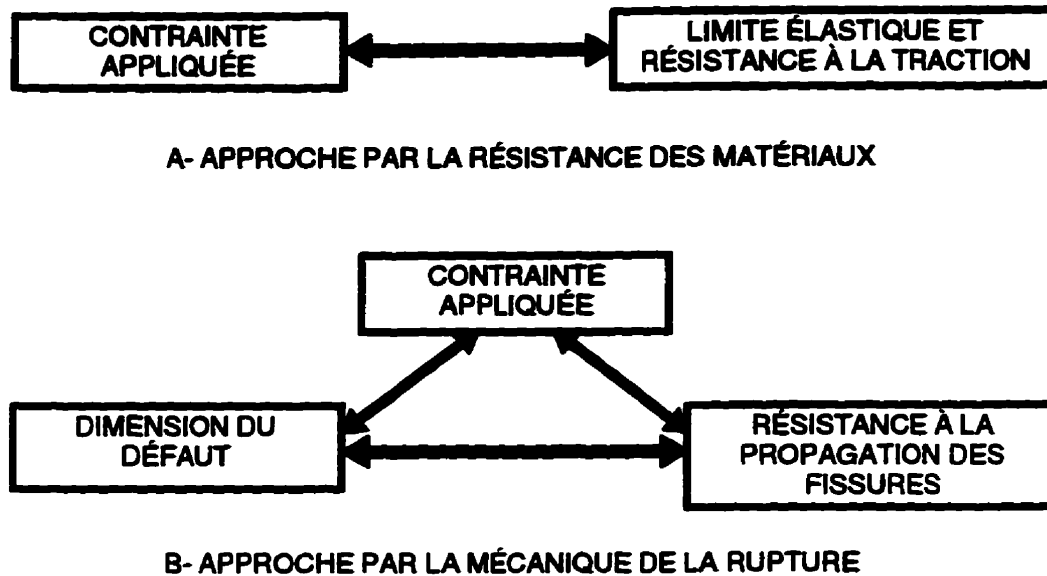 CONTRAINTE
APPLIQUÉE
LIMITE ÉLASTIQUE ET
RÉSISTANCE À LA TRACTION
A- APPROCHE PAR LA RÉSISTANCE DES MATÉRIAUX
CONTRAINTE
APPLIQUÉE
DIMENSION DU
DÉFAUT
RÉSISTANCE À LA
PROPAGATION DES
FISSURES
B- APPROCHE PAR LA MÉCANIQUE DE LA RUPTURE